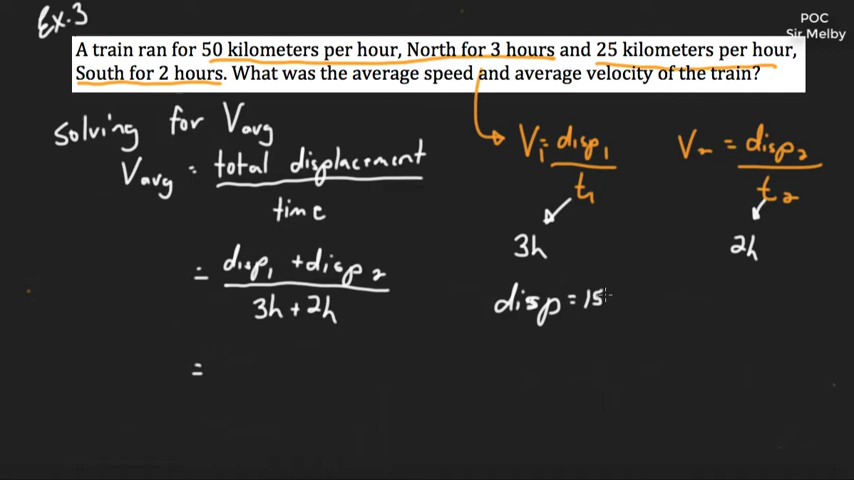 Ex.3
POC
Sir Melby
A train ran for 50 kilometers per hour, North for 3 hours and 25 kilometers per hour,
South for 2 hours. What was the average speed and average velocity of the train?
Solving for Vavg
Vavg = total displacement
time
= disp1 + disp2
3h + 2h
=
V1 = disp1
t1
3h
disp = 15
V2 = disp2
t2
2h